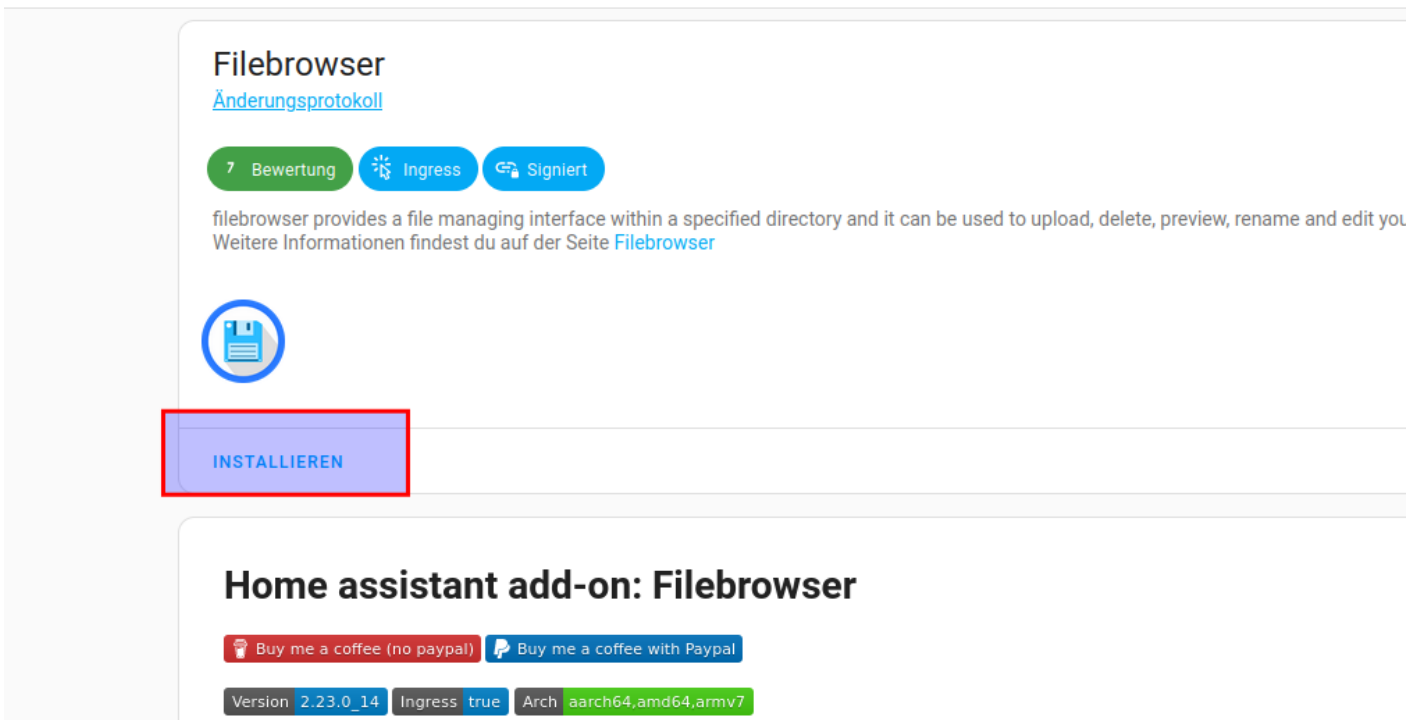 Filebrowser
Änderungsprotokoll
7 Bewertung Ingress Signiert
filebrowser provides a file managing interface within a specified directory and it can be used to upload, delete, preview, rename and edit
Weitere Informationen findest du auf der Seite Filebrowser
INSTALLIEREN
Home assistant add-on: Filebrowser
Buy me a coffee (no paypal) Buy me a coffee with Paypal
Version 2.23.0_14 Ingress true Arch aarch64,amd64,armv7